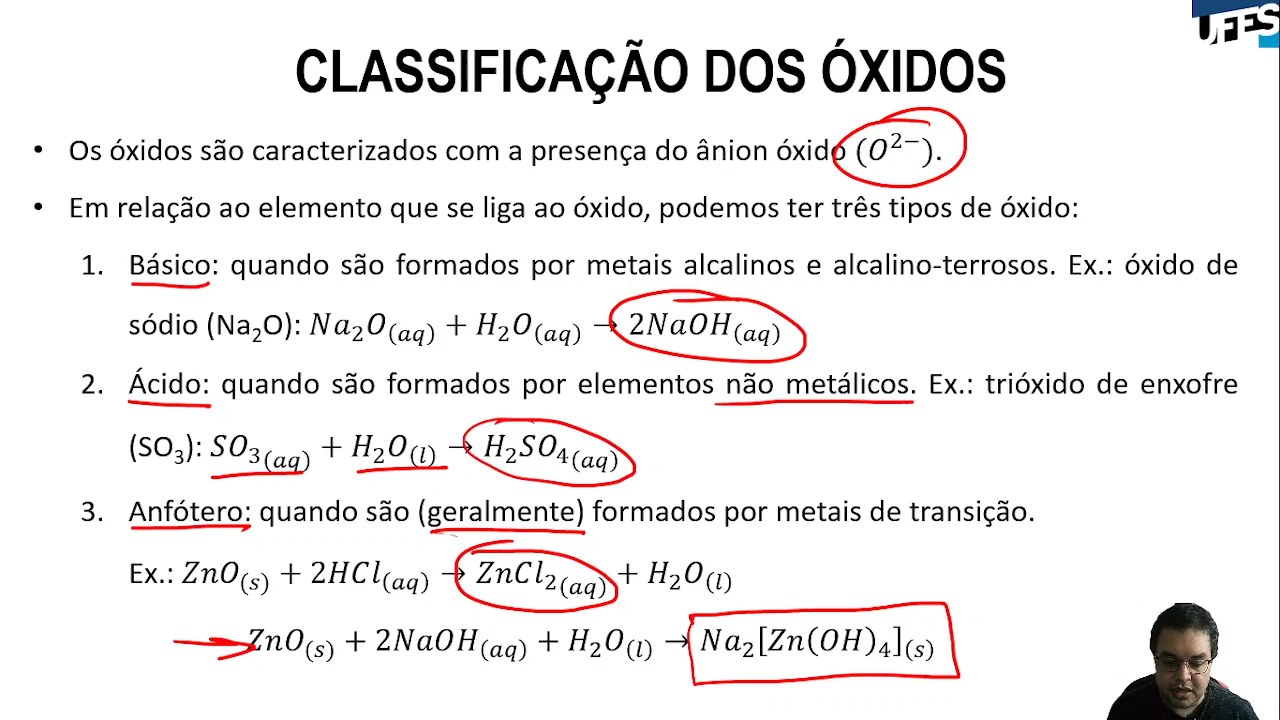 UFES
CLASSIFICAÇÃO DOS ÓXIDOS
• Os óxidos são caracterizados com a presença do ânion óxido (O²⁻).
• Em relação ao elemento que se liga ao óxido, podemos ter três tipos de óxido:
1. Básico: quando são formados por metais alcalinos e alcalino-terrosos. Ex.: óxido de
sódio (Na₂O): Na₂O₍aq₎ + H₂O₍aq₎ → 2NaOH₍aq₎
2. Ácido: quando são formados por elementos não metálicos. Ex.: trióxido de enxofre
(SO₃): SO₃₍aq₎ + H₂O₍l₎ → H₂SO₄₍aq₎
3. Anfótero: quando são (geralmente) formados por metais de transição.
Ex.: ZnO₍s₎ + 2HCl₍aq₎ → ZnCl₂₍aq₎ + H₂O₍l₎
ZnO₍s₎ + 2NaOH₍aq₎ + H₂O₍l₎ → Na₂[Zn(OH)₄]₍s₎